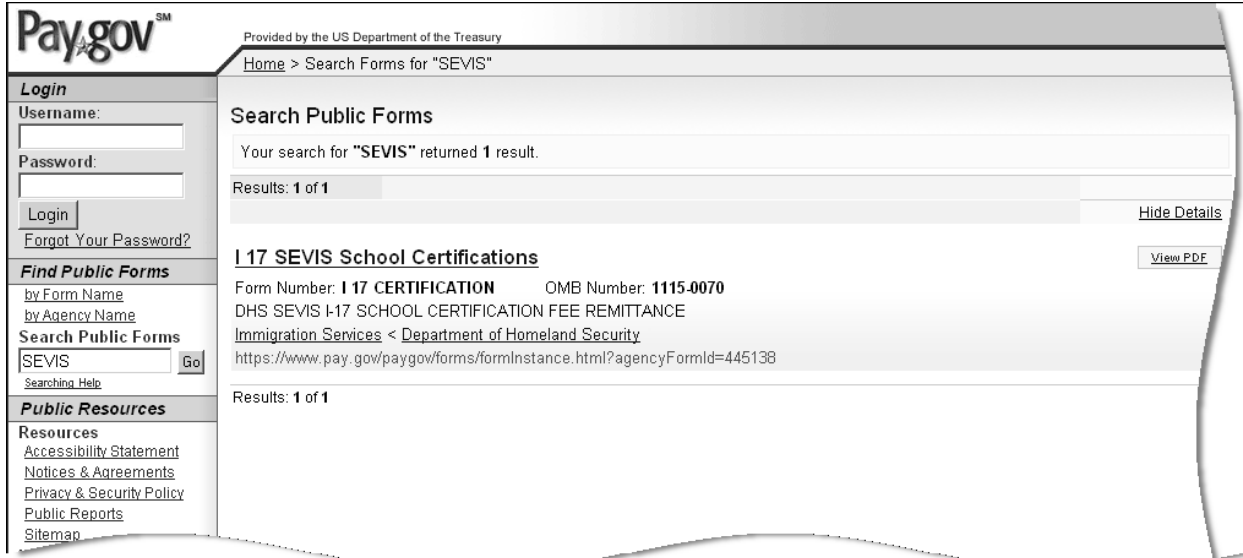 Pay.gov SM
Provided by the US Department of the Treasury
Home > Search Forms for "SEVIS"
Login
Username:
Password:
Login
Forgot Your Password?
Find Public Forms
by Form Name
by Agency Name
Search Public Forms
SEVIS Go
Searching Help
Public Resources
Resources
Accessibility Statement
Notices & Agreements
Privacy & Security Policy
Public Reports
Sitemap
Search Public Forms
Your search for "SEVIS" returned 1 result.
Results: 1 of 1
Hide Details
I 17 SEVIS School Certifications
View PDF
Form Number: I 17 CERTIFICATION OMB Number: 1115-0070
DHS SEVIS I-17 SCHOOL CERTIFICATION FEE REMITTANCE
Immigration Services < Department of Homeland Security
https://www.pay.gov/paygov/forms/formInstance.html?agencyFormId=445138
Results: 1 of 1